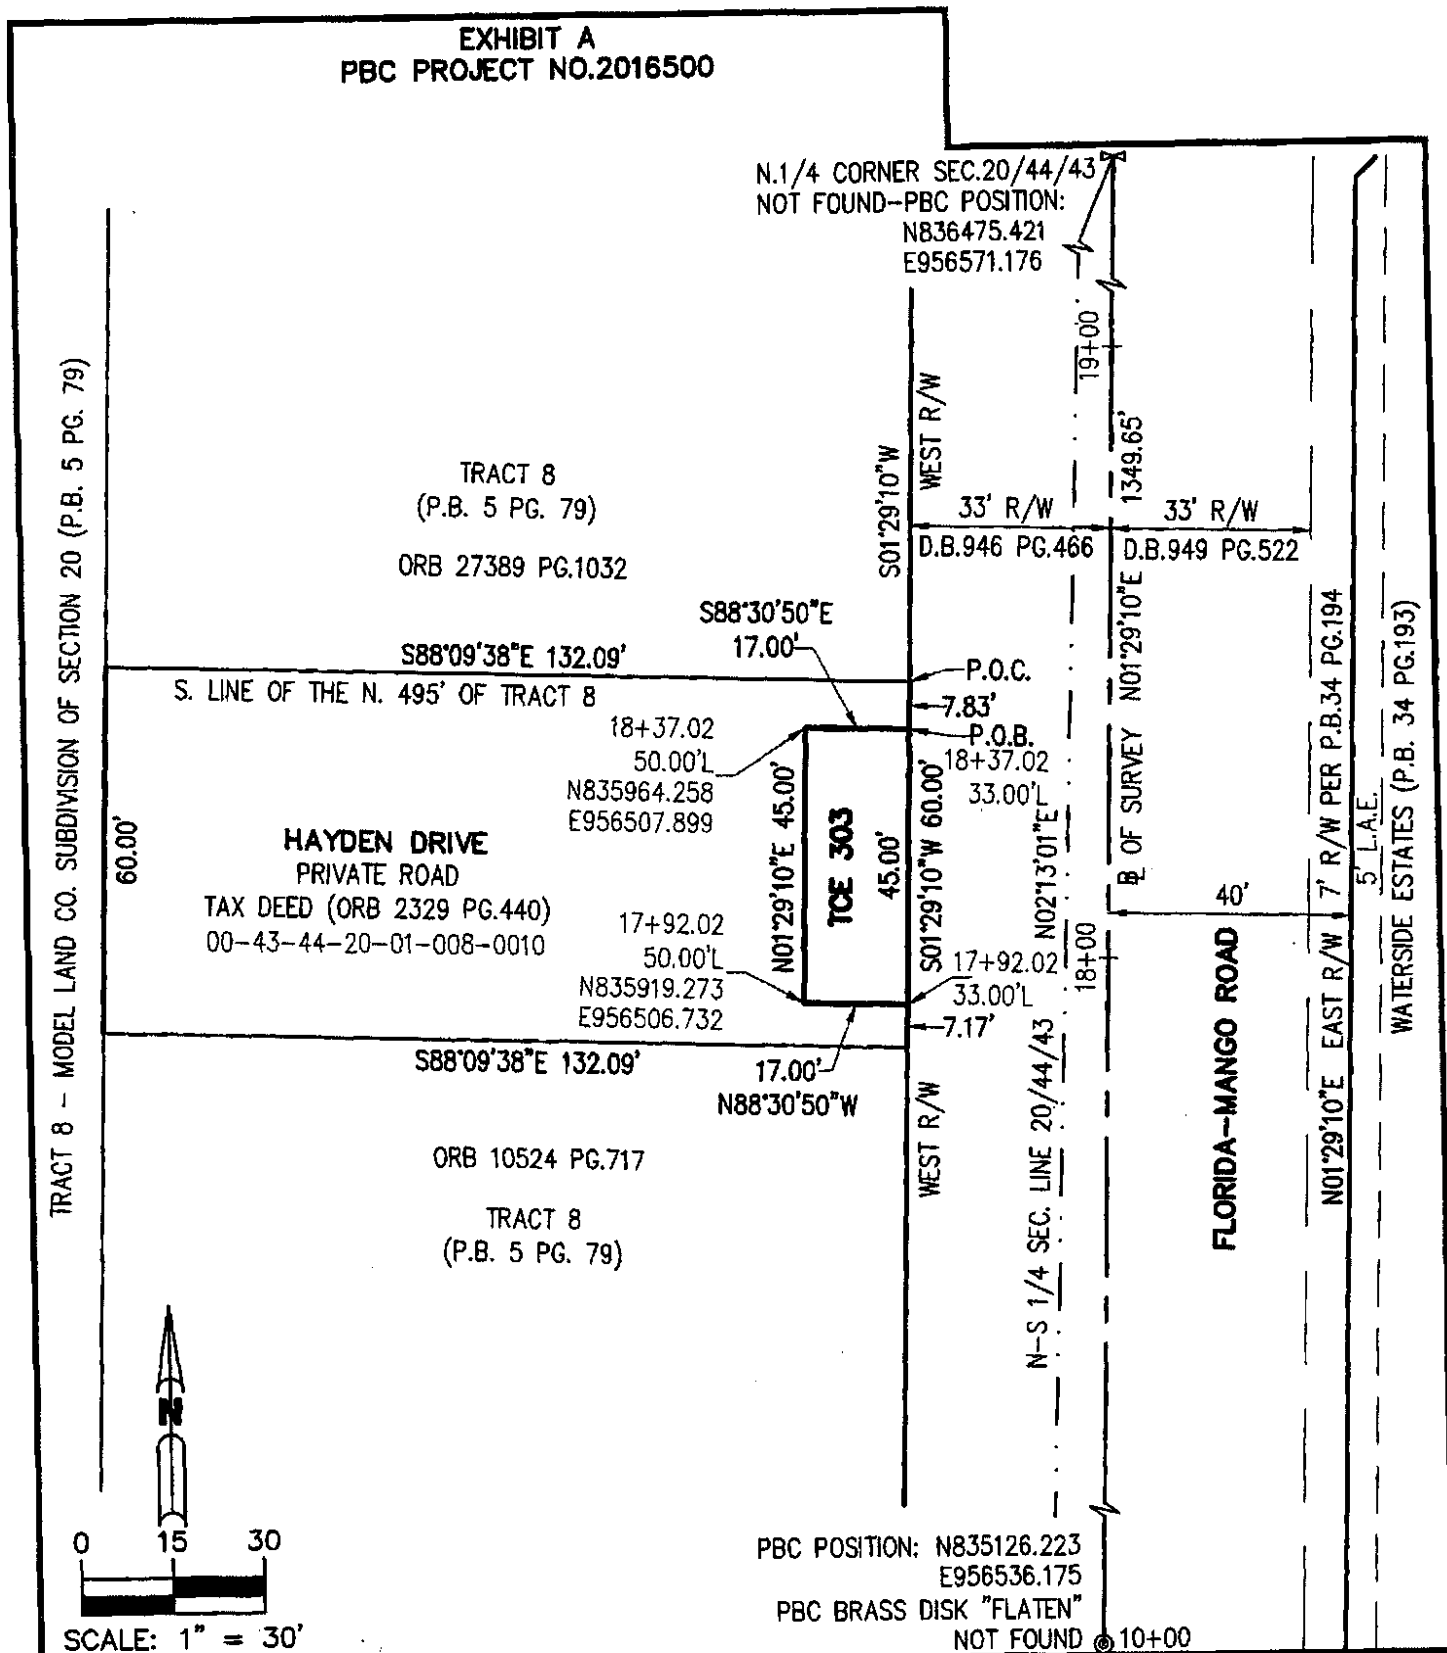 EXHIBIT A
PBC PROJECT NO.2016500
N.1/4 CORNER SEC.20/44/43
NOT FOUND-PBC POSITION:
N836475.421
E956571.176
19+00
WEST R/W
S01°29'10"W
1349.65'
TRACT 8 - MODEL LAND CO. SUBDIVISION OF SECTION 20 (P.B. 5 PG. 79)
TRACT 8
(P.B. 5 PG. 79)
ORB 27389 PG.1032
33' R/W
33' R/W
D.B.946 PG.466
D.B.949 PG.522
S88°30'50"E
17.00'
S88°09'38"E 132.09'
S. LINE OF THE N. 495' OF TRACT 8
P.O.C.
7.83'
P.O.B.
18+37.02
33.00'L
18+37.02
50.00'L
N835964.258
E956507.899
N01°29'10"E 45.00'
TCE 303
45.00'
S01°29'10"W 60.00'
N02°13'01"E
BL OF SURVEY N01°29'10"E
60.00'
HAYDEN DRIVE
PRIVATE ROAD
TAX DEED (ORB 2329 PG.440)
00-43-44-20-01-008-0010
17+92.02
50.00'L
N835919.273
E956506.732
17+92.02
33.00'L
7.17'
18+00
40'
7' R/W PER P.B.34 PG.194
5' L.A.E.
WATERSIDE ESTATES (P.B. 34 PG.193)
S88°09'38"E 132.09'
17.00'
N88°30'50"W
WEST R/W
N-S 1/4 SEC. LINE 20/44/43
FLORIDA-MANGO ROAD
N01°29'10"E EAST R/W
ORB 10524 PG.717
TRACT 8
(P.B. 5 PG. 79)
N
0 15 30
SCALE: 1" = 30'
PBC POSITION: N835126.223
E956536.175
PBC BRASS DISK "FLATEN"
NOT FOUND
10+00